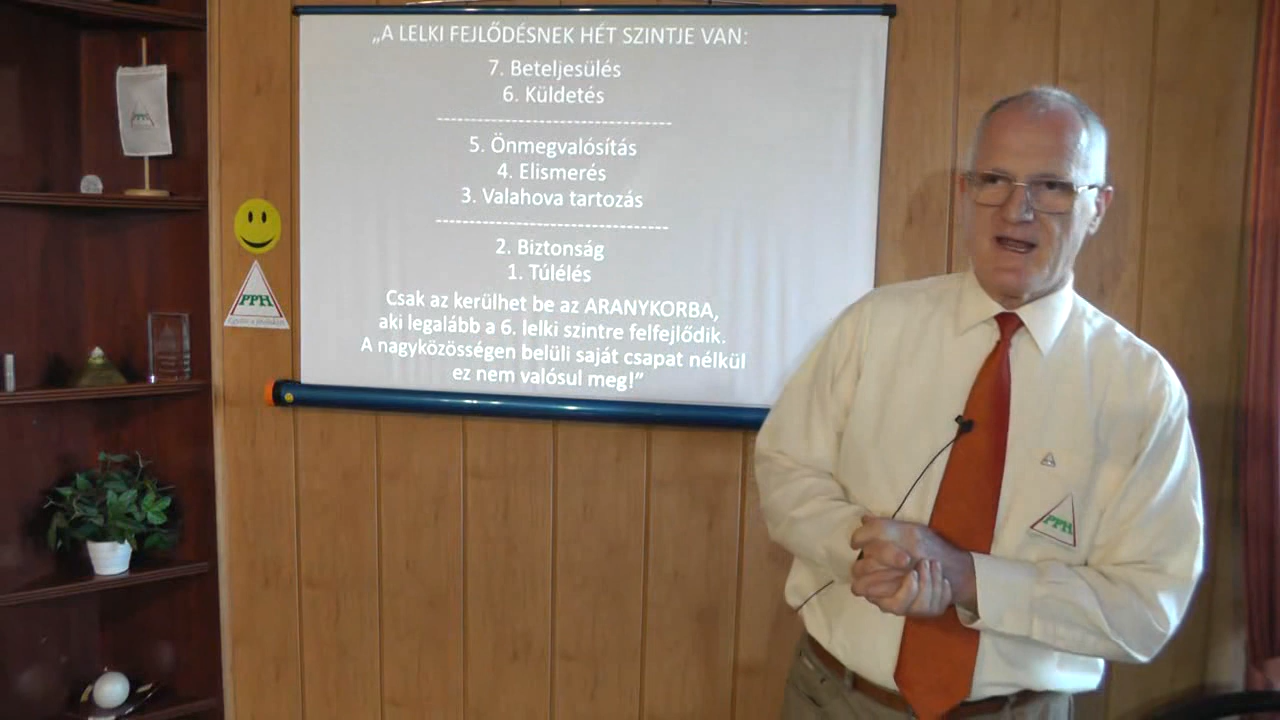 „A LELKI FEJLŐDÉSNEK HÉT SZINTJE VAN:
7. Beteljesülés
6. Küldetés
-----------------------------
5. Önmegvalósítás
4. Elismerés
3. Valahova tartozás
-----------------------------
2. Biztonság
1. Túlélés
Csak az kerülhet be az ARANYKORBA,
aki legalább a 6. lelki szintre felfejlődik.
A nagyközösségen belüli saját csapat nélkül
ez nem valósul meg!”
PPH
PPH